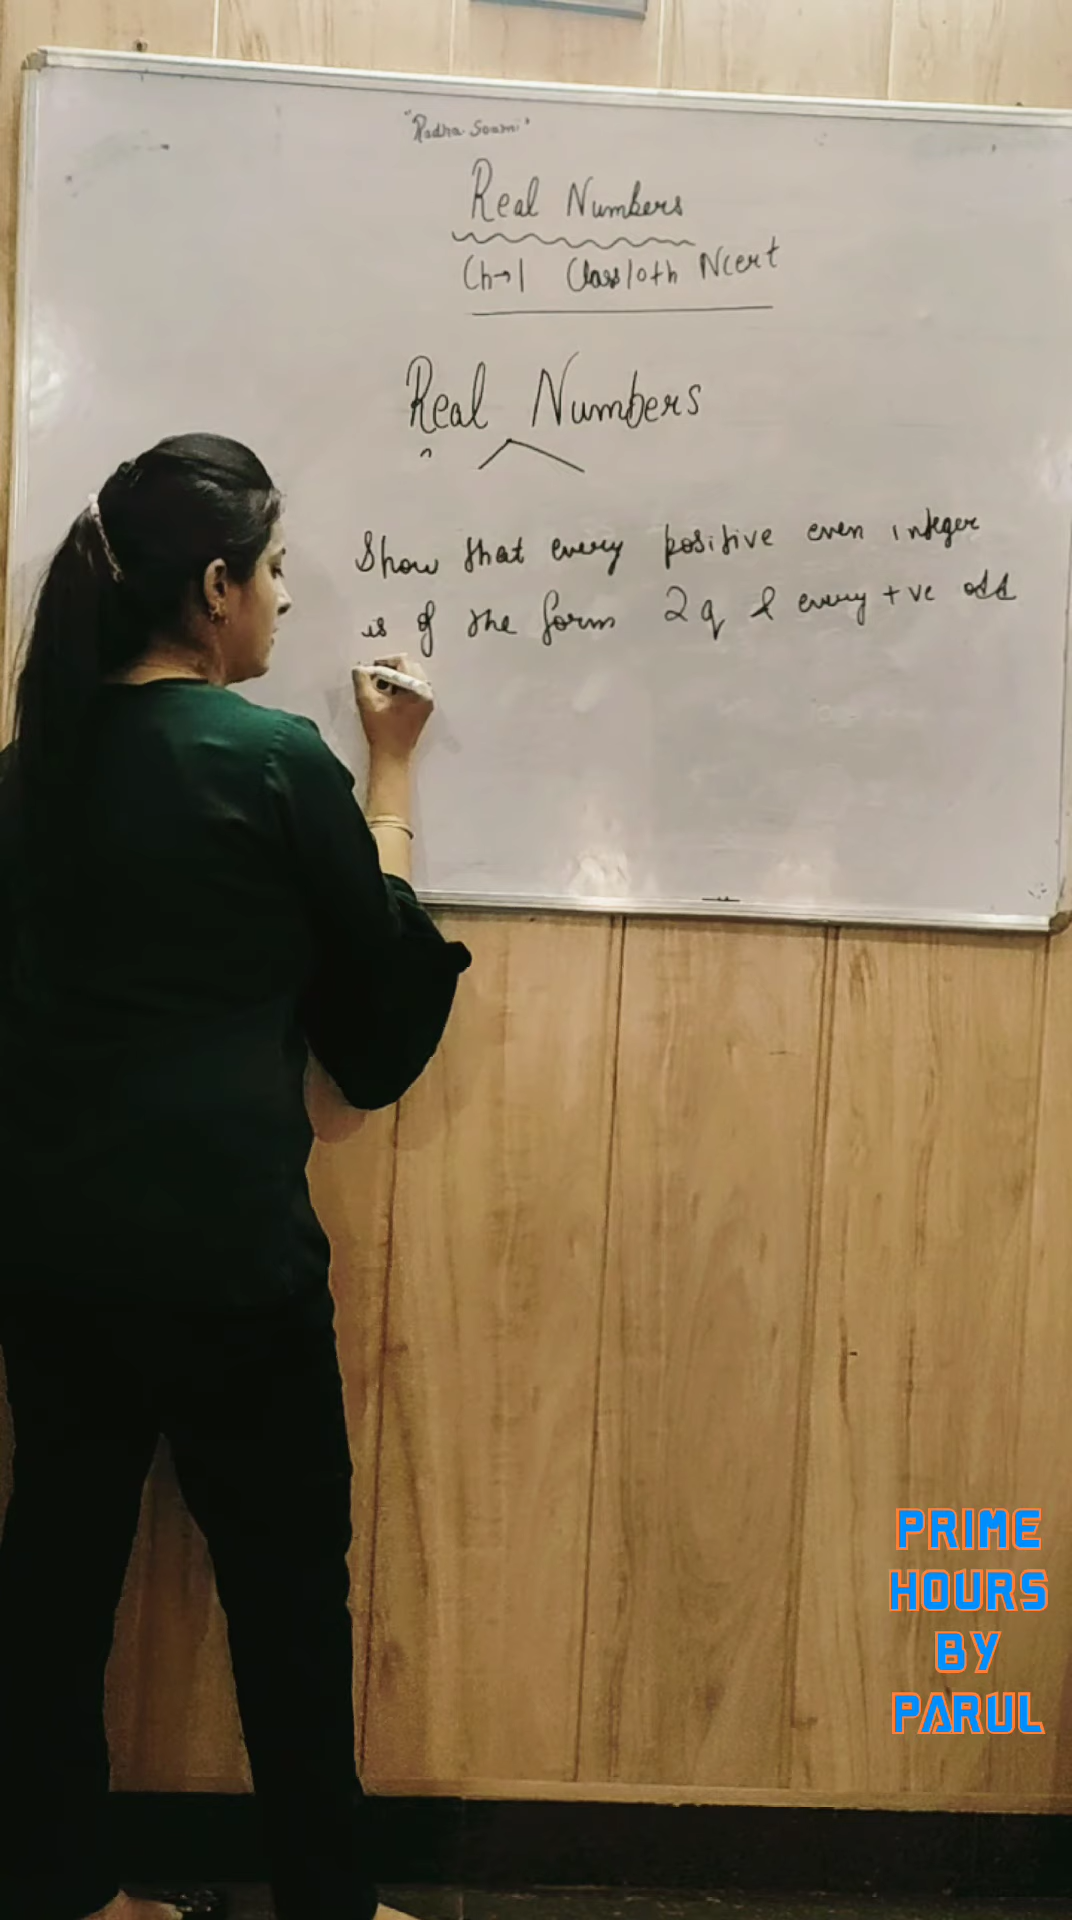 "Radha Soami"
Real Numbers
Ch→1 Class 10th Ncert
Real Numbers
Show that every positive even integer
is of the form 2q & every +ve odd
PRIME
HOURS
BY
PARUL